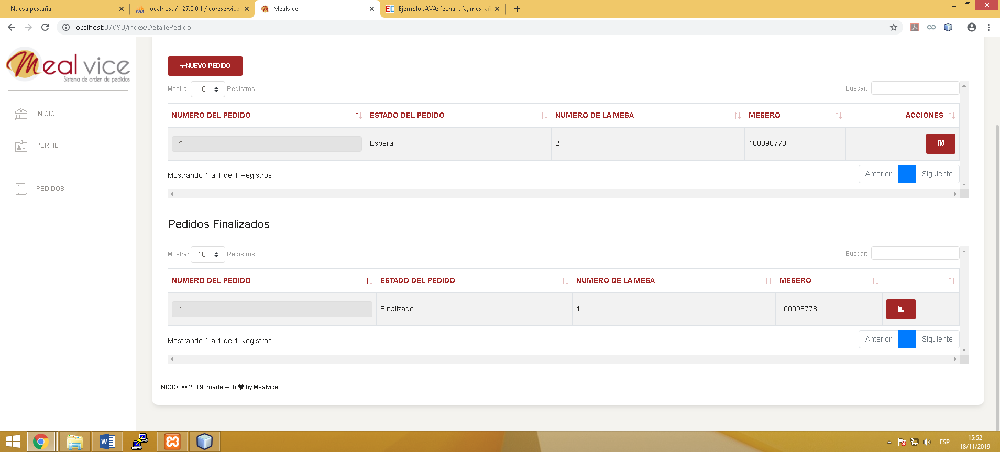 Nueva pestaña
localhost / 127.0.0.1 / coreservice
Mealvice
Ejemplo JAVA: fecha, día, mes, añ
localhost:37093/index/DetallePedido
Meal vice
Sistema de orden de pedidos
INICIO
PERFIL
PEDIDOS
+NUEVO PEDIDO
Mostrar 10 Registros
Buscar:
NUMERO DEL PEDIDO ESTADO DEL PEDIDO NUMERO DE LA MESA MESERO ACCIONES
2 Espera 2 100098778
Mostrando 1 a 1 de 1 Registros
Anterior 1 Siguiente
Pedidos Finalizados
Mostrar 10 Registros
Buscar:
NUMERO DEL PEDIDO ESTADO DEL PEDIDO NUMERO DE LA MESA MESERO
1 Finalizado 1 100098778
Mostrando 1 a 1 de 1 Registros
Anterior 1 Siguiente
INICIO © 2019, made with ♥ by Mealvice
ESP
15:52
18/11/2019